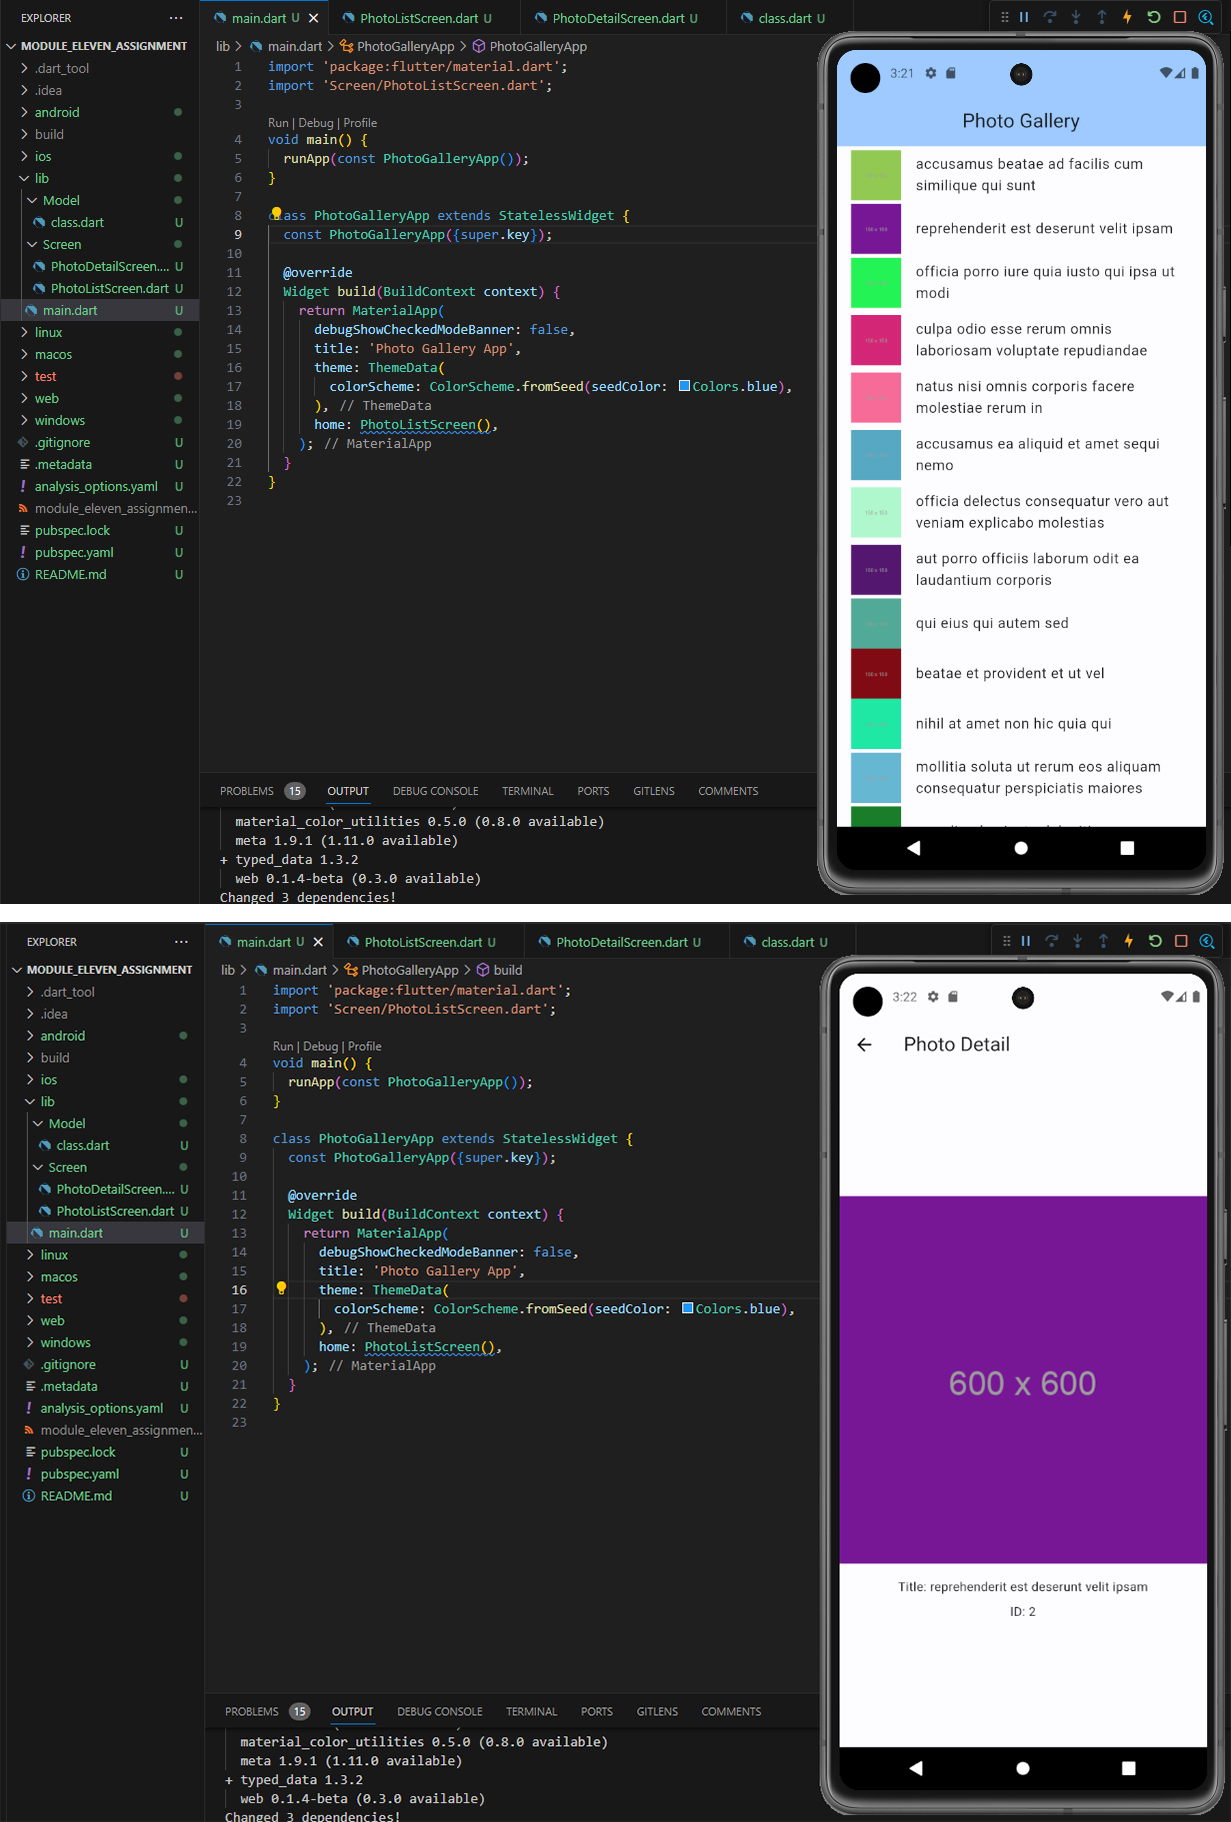 EXPLORER
MODULE_ELEVEN_ASSIGNMENT
.dart_tool
.idea
android
build
ios
lib
Model
class.dart U
Screen
PhotoDetailScreen.... U
PhotoListScreen.dart U
main.dart U
linux
macos
test
web
windows
.gitignore U
.metadata U
analysis_options.yaml U
module_eleven_assignmen...
pubspec.lock U
pubspec.yaml U
README.md U
main.dart U
PhotoListScreen.dart U
PhotoDetailScreen.dart U
class.dart U
lib > main.dart > PhotoGalleryApp > PhotoGalleryApp
1 import 'package:flutter/material.dart';
2 import 'Screen/PhotoListScreen.dart';
3
Run | Debug | Profile
4 void main() {
5 runApp(const PhotoGalleryApp());
6 }
7
8 class PhotoGalleryApp extends StatelessWidget {
9 const PhotoGalleryApp({super.key});
10
11 @override
12 Widget build(BuildContext context) {
13 return MaterialApp(
14 debugShowCheckedModeBanner: false,
15 title: 'Photo Gallery App',
16 theme: ThemeData(
17 colorScheme: ColorScheme.fromSeed(seedColor: Colors.blue),
18 ), // ThemeData
19 home: PhotoListScreen(),
20 ); // MaterialApp
21 }
22 }
23
PROBLEMS 15 OUTPUT DEBUG CONSOLE TERMINAL PORTS GITLENS COMMENTS
material_color_utilities 0.5.0 (0.8.0 available)
meta 1.9.1 (1.11.0 available)
+ typed_data 1.3.2
web 0.1.4-beta (0.3.0 available)
Changed 3 dependencies!
3:21
Photo Gallery
accusamus beatae ad facilis cum
similique qui sunt
reprehenderit est deserunt velit ipsam
officia porro iure quia iusto qui ipsa ut
modi
culpa odio esse rerum omnis
laboriosam voluptate repudiandae
natus nisi omnis corporis facere
molestiae rerum in
accusamus ea aliquid et amet sequi
nemo
officia delectus consequatur vero aut
veniam explicabo molestias
aut porro officiis laborum odit ea
laudantium corporis
qui eius qui autem sed
beatae et provident et ut vel
nihil at amet non hic quia qui
mollitia soluta ut rerum eos aliquam
consequatur perspiciatis maiores
EXPLORER
MODULE_ELEVEN_ASSIGNMENT
.dart_tool
.idea
android
build
ios
lib
Model
class.dart U
Screen
PhotoDetailScreen.... U
PhotoListScreen.dart U
main.dart U
linux
macos
test
web
windows
.gitignore U
.metadata U
analysis_options.yaml U
module_eleven_assignmen...
pubspec.lock U
pubspec.yaml U
README.md U
main.dart U
PhotoListScreen.dart U
PhotoDetailScreen.dart U
class.dart U
lib > main.dart > PhotoGalleryApp > build
1 import 'package:flutter/material.dart';
2 import 'Screen/PhotoListScreen.dart';
3
Run | Debug | Profile
4 void main() {
5 runApp(const PhotoGalleryApp());
6 }
7
8 class PhotoGalleryApp extends StatelessWidget {
9 const PhotoGalleryApp({super.key});
10
11 @override
12 Widget build(BuildContext context) {
13 return MaterialApp(
14 debugShowCheckedModeBanner: false,
15 title: 'Photo Gallery App',
16 theme: ThemeData(
17 colorScheme: ColorScheme.fromSeed(seedColor: Colors.blue),
18 ), // ThemeData
19 home: PhotoListScreen(),
20 ); // MaterialApp
21 }
22 }
23
PROBLEMS 15 OUTPUT DEBUG CONSOLE TERMINAL PORTS GITLENS COMMENTS
material_color_utilities 0.5.0 (0.8.0 available)
meta 1.9.1 (1.11.0 available)
+ typed_data 1.3.2
web 0.1.4-beta (0.3.0 available)
Changed 3 dependencies!
3:22
Photo Detail
600 x 600
Title: reprehenderit est deserunt velit ipsam
ID: 2